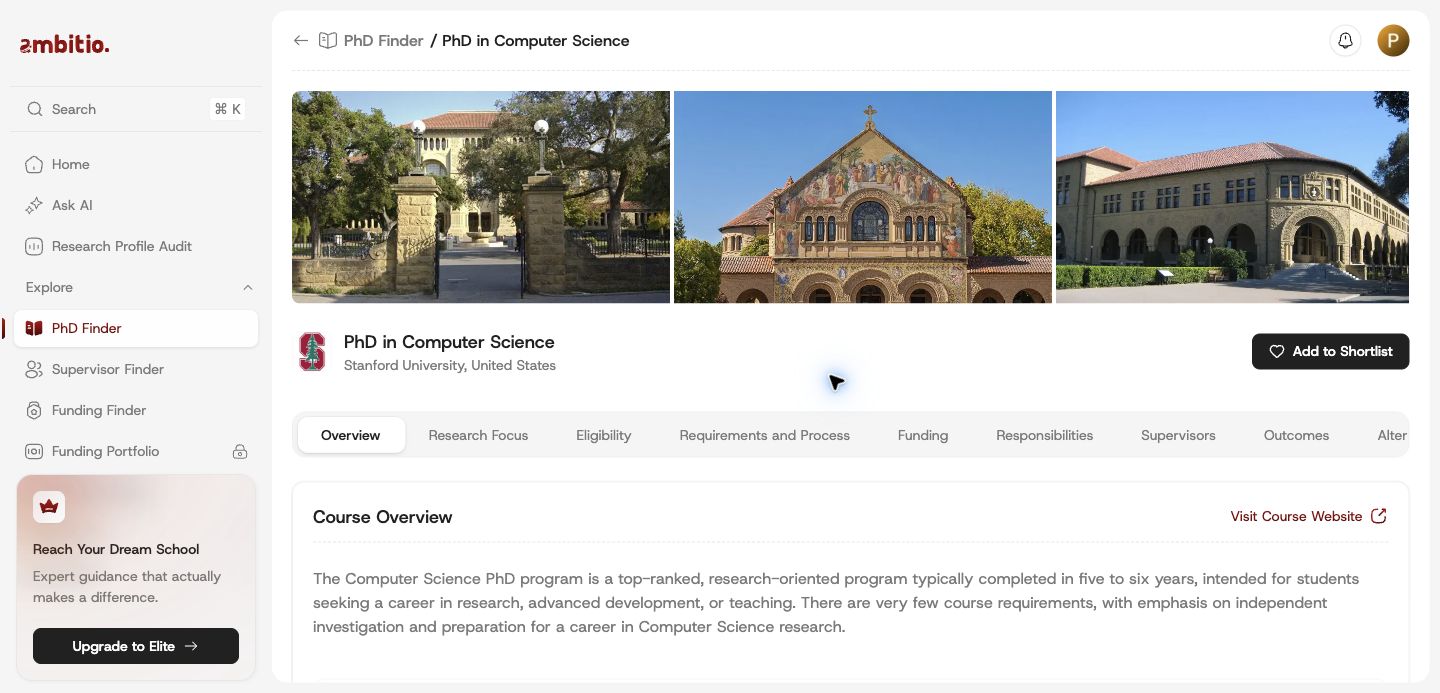 ambitio.
Search ⌘ K
Home
Ask AI
Research Profile Audit
Explore
PhD Finder
Supervisor Finder
Funding Finder
Funding Portfolio
Reach Your Dream School
Expert guidance that actually
makes a difference.
Upgrade to Elite →
← PhD Finder / PhD in Computer Science
P
PhD in Computer Science
Stanford University, United States
Add to Shortlist
Overview Research Focus Eligibility Requirements and Process Funding Responsibilities Supervisors Outcomes Alter
Course Overview
Visit Course Website
The Computer Science PhD program is a top-ranked, research-oriented program typically completed in five to six years, intended for students
seeking a career in research, advanced development, or teaching. There are very few course requirements, with emphasis on independent
investigation and preparation for a career in Computer Science research.